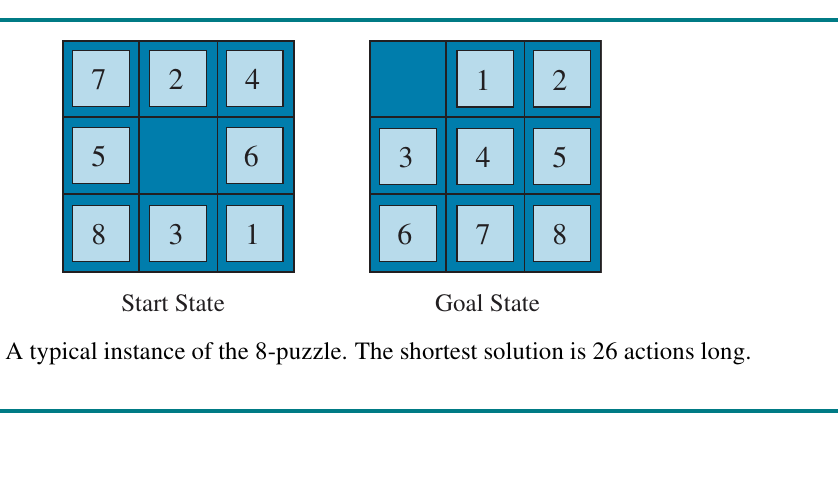 7 2 4
1 2
5 6
3 4 5
8 3 1
6 7 8
Start State
Goal State
A typical instance of the 8-puzzle. The shortest solution is 26 actions long.